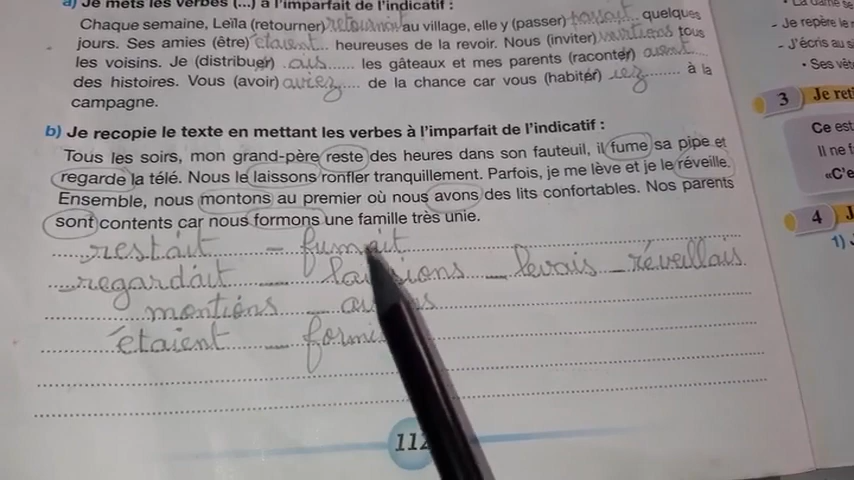 a) Je mets les verbes (...) à l'imparfait de l'indicatif :
Chaque semaine, Leïla (retourner) retournait au village, elle y (passer) passait quelques
jours. Ses amies (être) étaient heureuses de la revoir. Nous (inviter) tous
les voisins. Je (distribuer) ais les gâteaux et mes parents (raconter) aient
des histoires. Vous (avoir) aviez de la chance car vous (habiter) iez à la
campagne.
b) Je recopie le texte en mettant les verbes à l'imparfait de l'indicatif :
Tous les soirs, mon grand-père reste des heures dans son fauteuil, il fume sa pipe et
regarde la télé. Nous le laissons ronfler tranquillement. Parfois, je me lève et je le réveille.
Ensemble, nous montons au premier où nous avons des lits confortables. Nos parents
sont contents car nous formons une famille très unie.
restait - fumait
regardait - levais - réveillais
montions
étaient
112
- Je repère le
- J'écris au
• Ses
3 Je
Ce est
Il ne
«C'e
4 J
1)